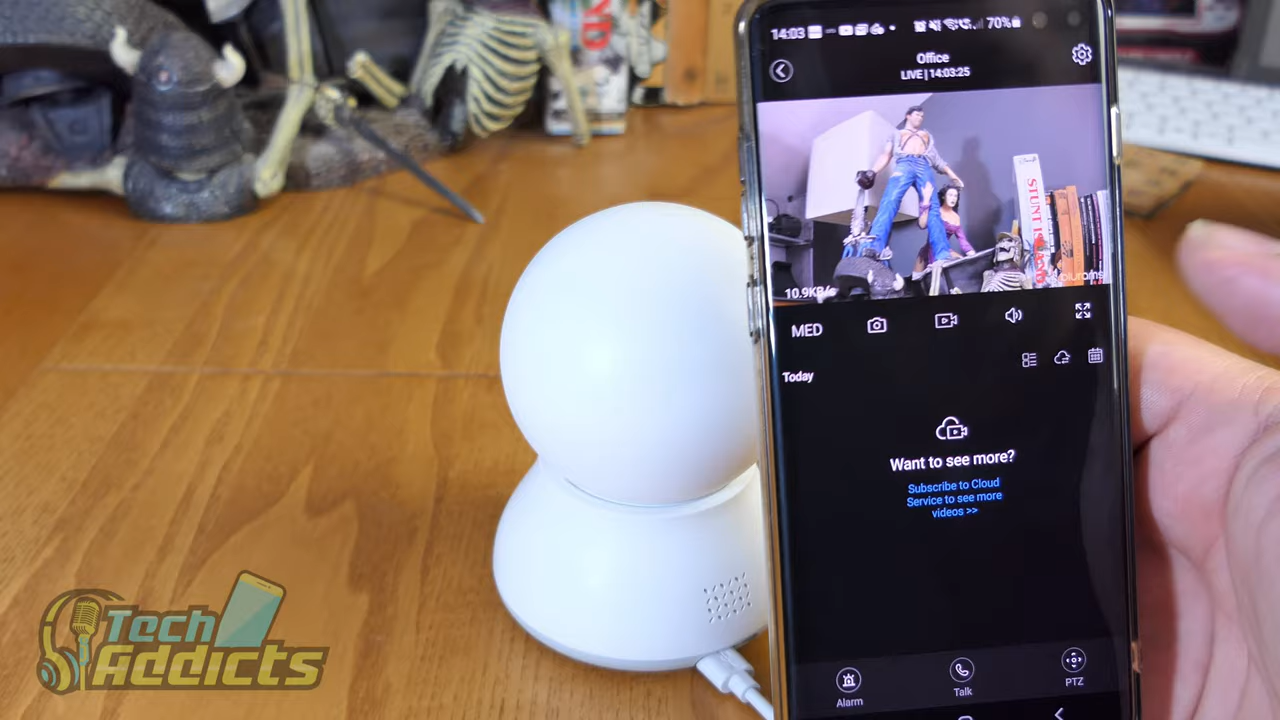 14:03
70%
Office
LIVE | 14:03:25
STUNT
10.9KB/s
MED
Today
Want to see more?
Subscribe to Cloud
Service to see more
videos >>
Alarm
Talk
PTZ
Tech
Addicts